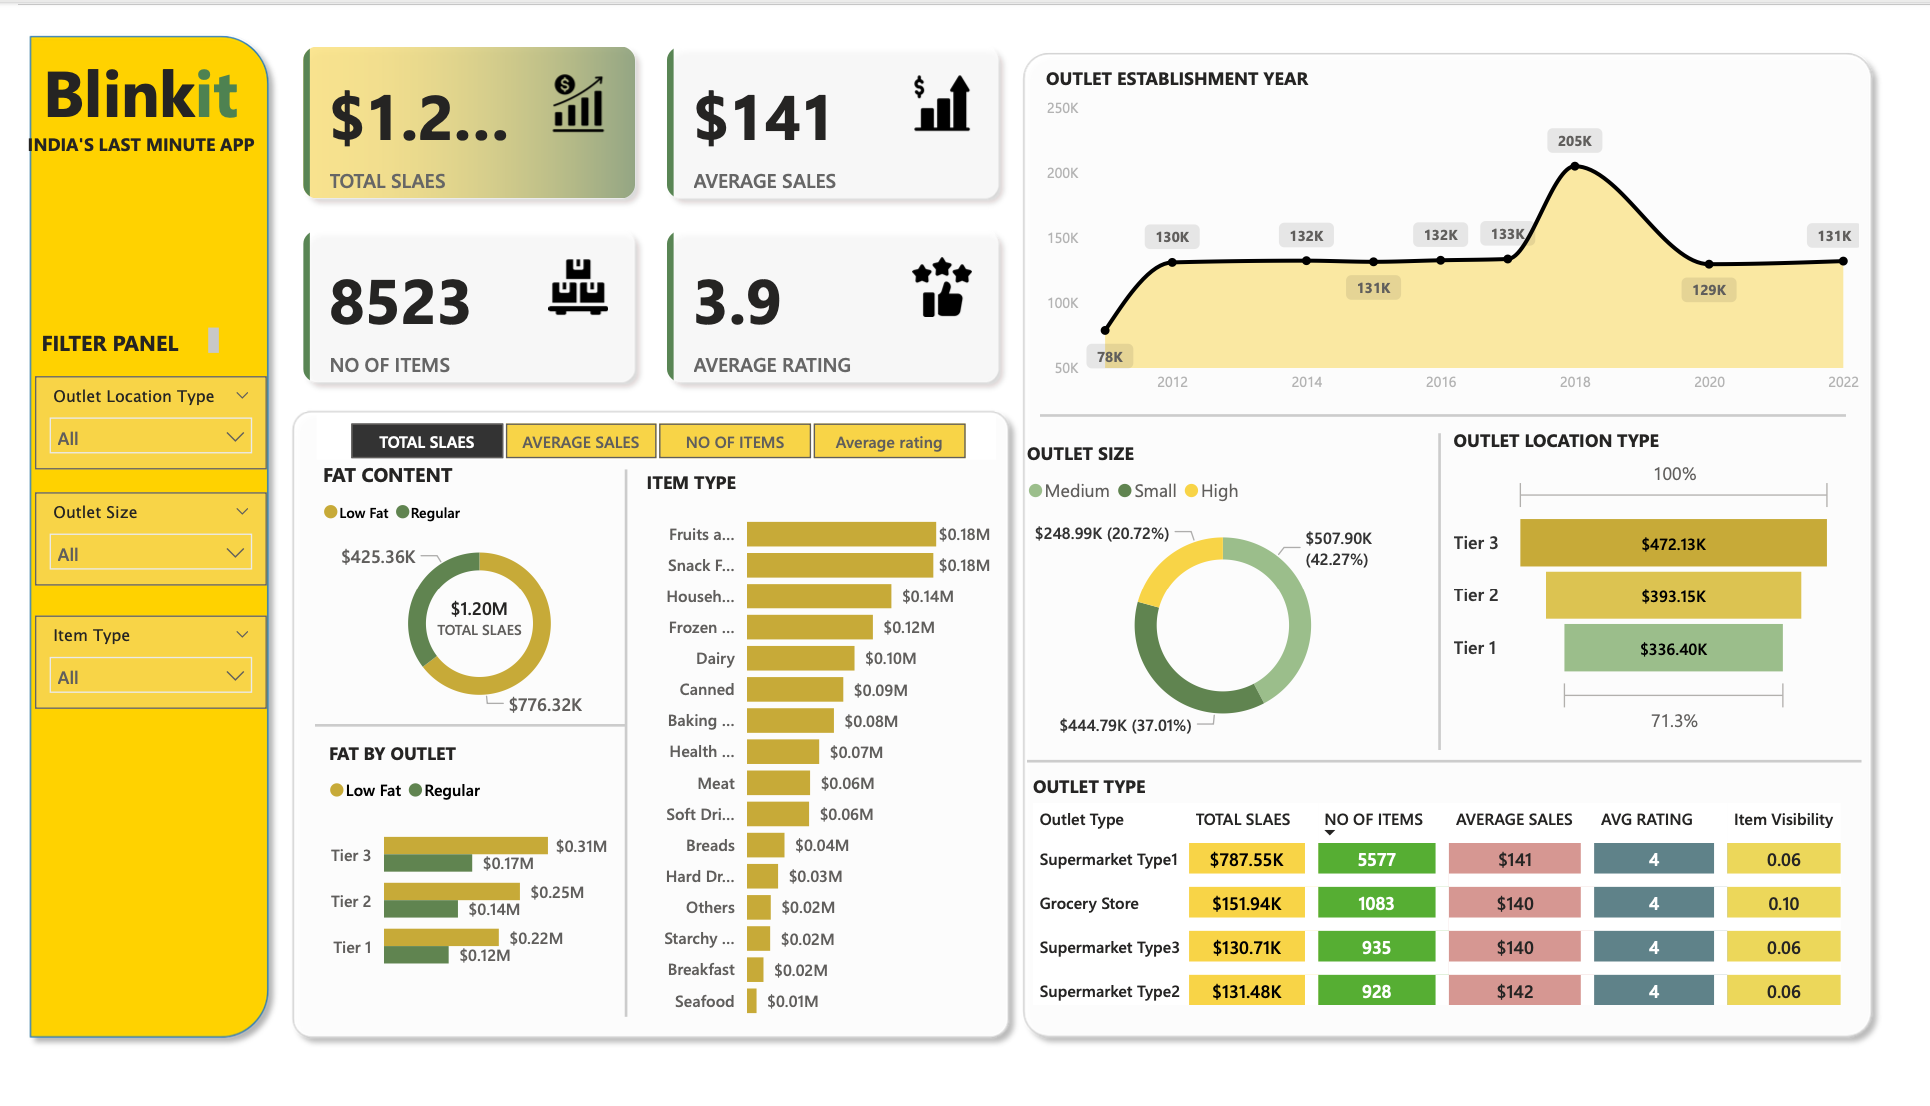 Blinkit
INDIA'S LAST MINUTE APP
FILTER PANEL
Outlet Location Type
All
Outlet Size
All
Item Type
All
$1.2...
TOTAL SLAES
$141
AVERAGE SALES
8523
NO OF ITEMS
3.9
AVERAGE RATING
TOTAL SLAES AVERAGE SALES NO OF ITEMS Average rating
FAT CONTENT
Low Fat Regular
$425.36K
$1.20M
TOTAL SLAES
$776.32K
FAT BY OUTLET
Low Fat Regular
Tier 3 $0.31M
$0.17M
Tier 2 $0.25M
$0.14M
Tier 1 $0.22M
$0.12M
ITEM TYPE
Fruits a... $0.18M
Snack F... $0.18M
Househ... $0.14M
Frozen ... $0.12M
Dairy $0.10M
Canned $0.09M
Baking ... $0.08M
Health ... $0.07M
Meat $0.06M
Soft Dri... $0.06M
Breads $0.04M
Hard Dr... $0.03M
Others $0.02M
Starchy ... $0.02M
Breakfast $0.02M
Seafood $0.01M
OUTLET ESTABLISHMENT YEAR
250K
200K
150K
100K
50K
78K 130K 132K 131K 132K 133K 205K 129K 131K
2012 2014 2016 2018 2020 2022
OUTLET SIZE
Medium Small High
$248.99K (20.72%)
$507.90K
(42.27%)
$444.79K (37.01%)
OUTLET LOCATION TYPE
100%
Tier 3 $472.13K
Tier 2 $393.15K
Tier 1 $336.40K
71.3%
OUTLET TYPE
Outlet Type TOTAL SLAES NO OF ITEMS AVERAGE SALES AVG RATING Item Visibility
Supermarket Type1 $787.55K 5577 $141 4 0.06
Grocery Store $151.94K 1083 $140 4 0.10
Supermarket Type3 $130.71K 935 $140 4 0.06
Supermarket Type2 $131.48K 928 $142 4 0.06